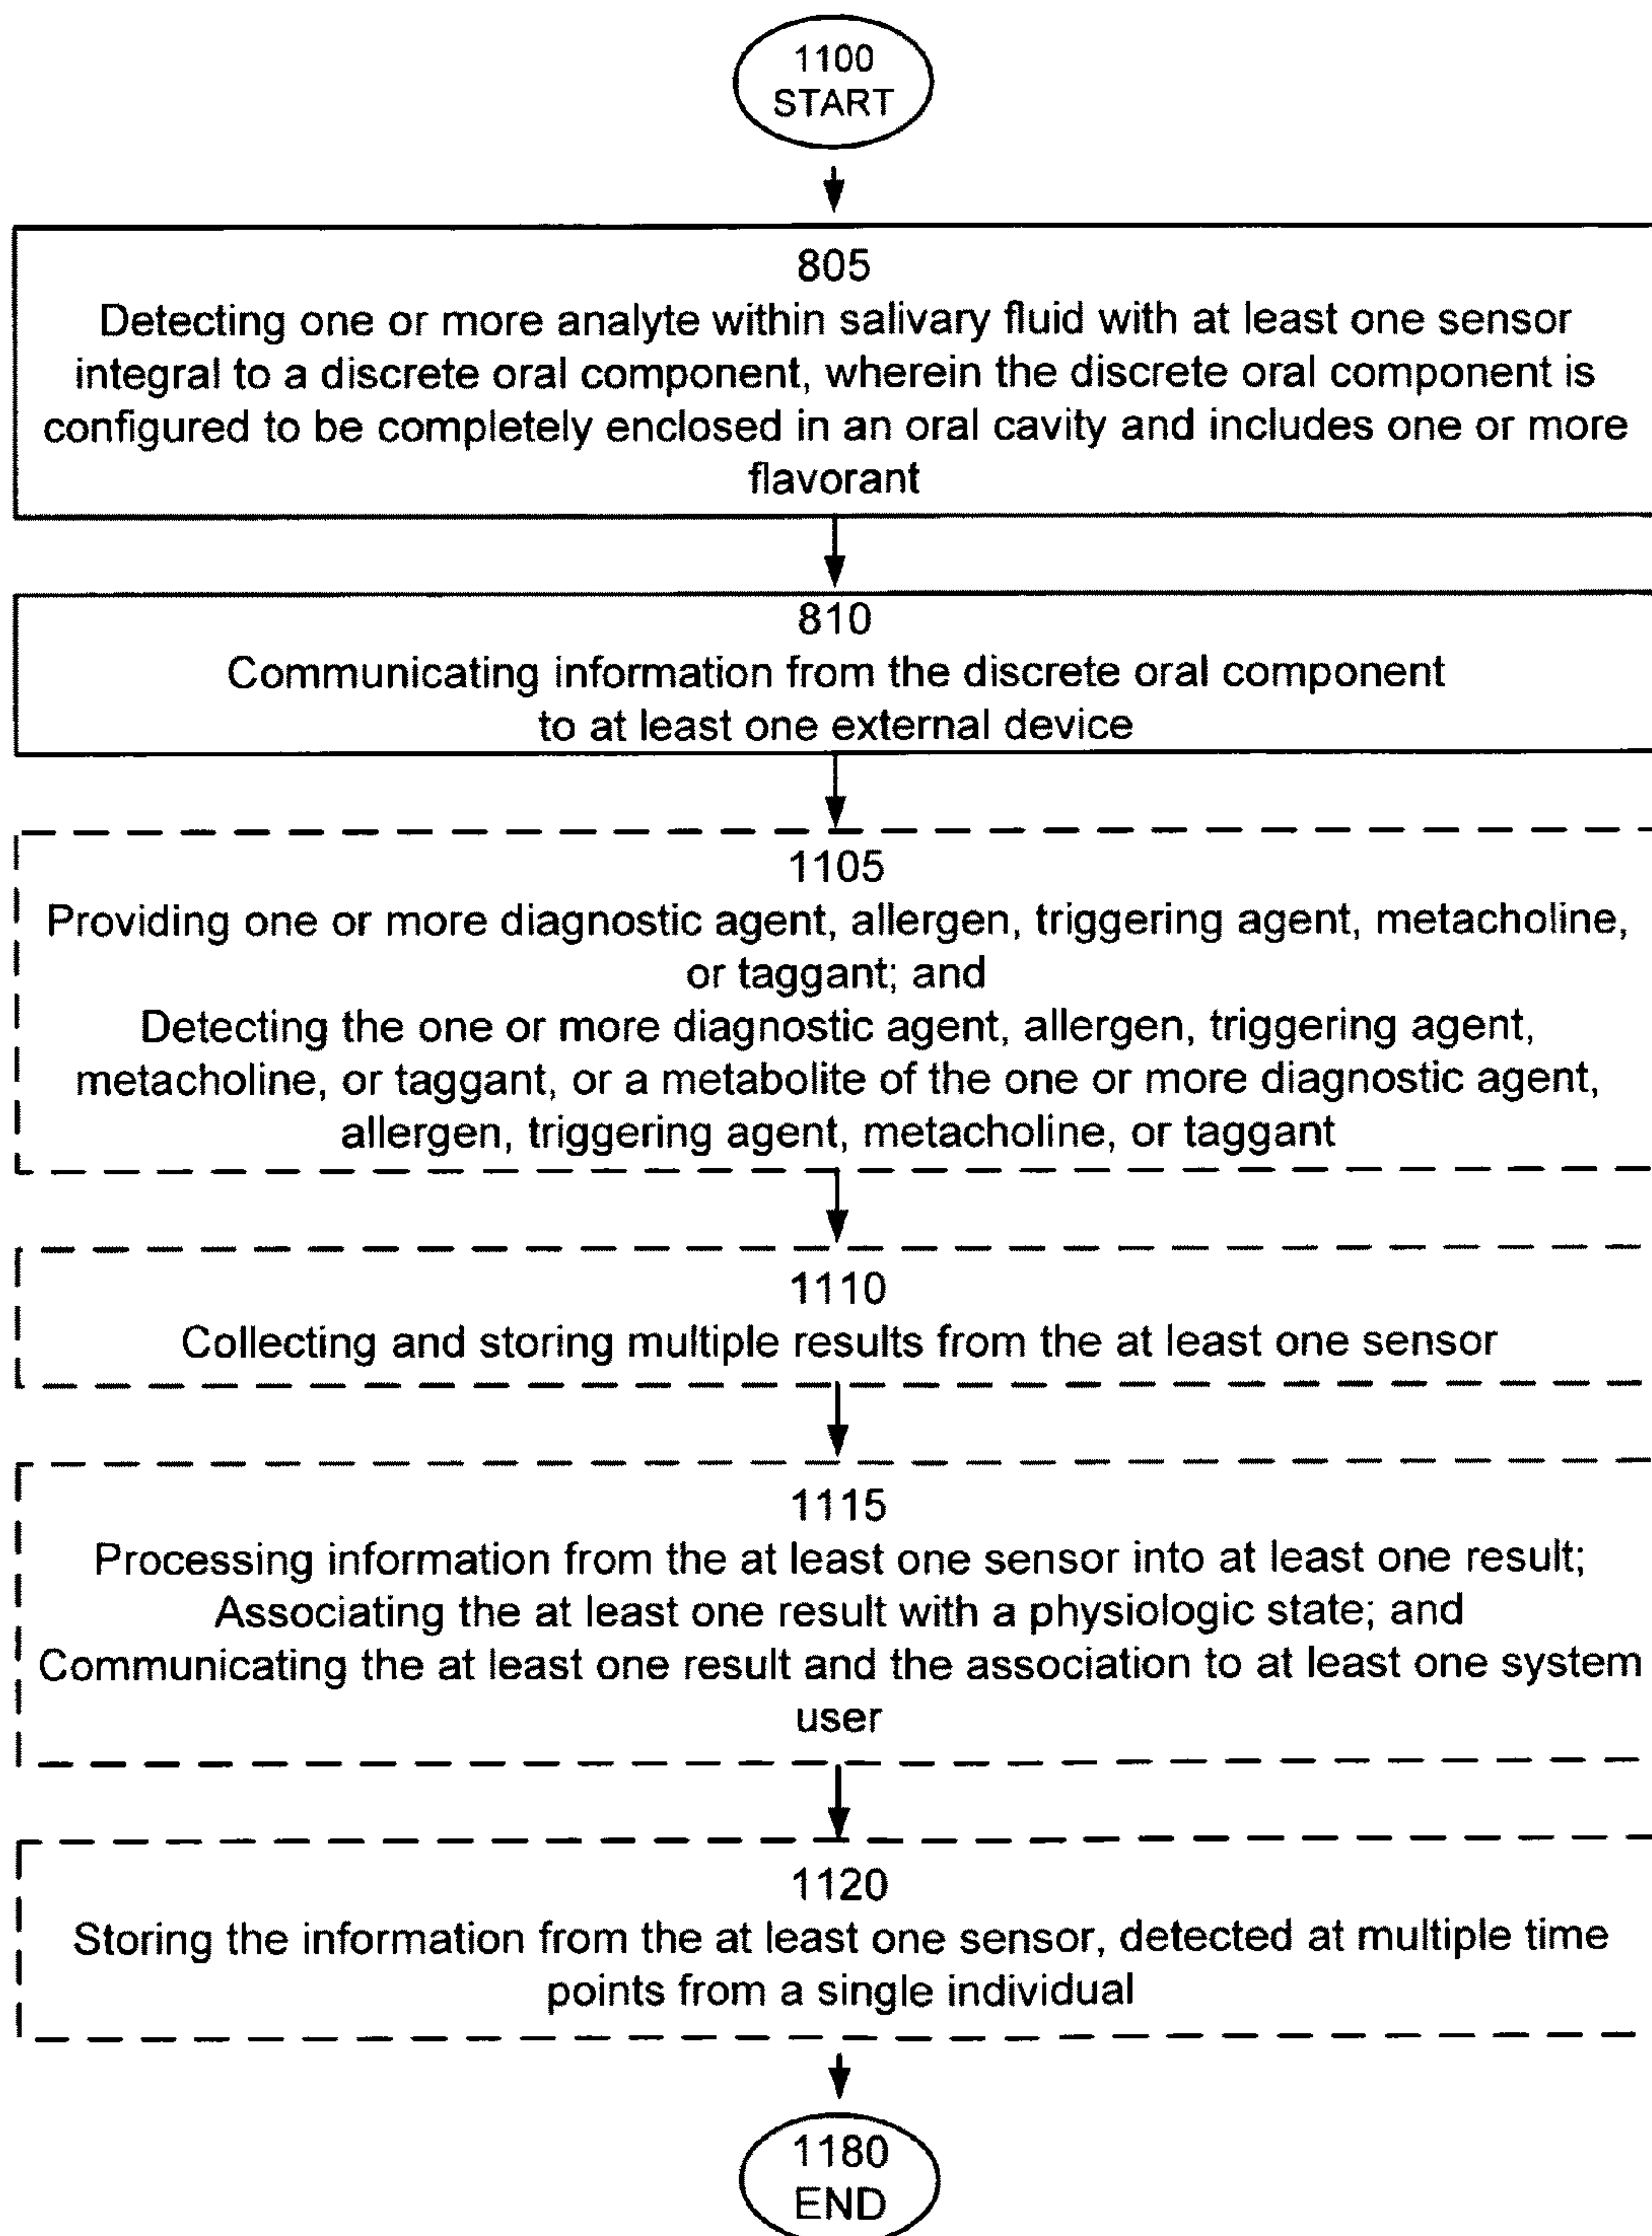 1100
START
805
Detecting one or more analyte within salivary fluid with at least one sensor
integral to a discrete oral component, wherein the discrete oral component is
configured to be completely enclosed in an oral cavity and includes one or more
flavorant
810
Communicating information from the discrete oral component
to at least one external device
1105
Providing one or more diagnostic agent, allergen, triggering agent, metacholine,
or taggant; and
Detecting the one or more diagnostic agent, allergen, triggering agent,
metacholine, or taggant, or a metabolite of the one or more diagnostic agent,
allergen, triggering agent, metacholine, or taggant
1110
Collecting and storing multiple results from the at least one sensor
1115
Processing information from the at least one sensor into at least one result;
Associating the at least one result with a physiologic state; and
Communicating the at least one result and the association to at least one system
user
1120
Storing the information from the at least one sensor, detected at multiple time
points from a single individual
1180
END